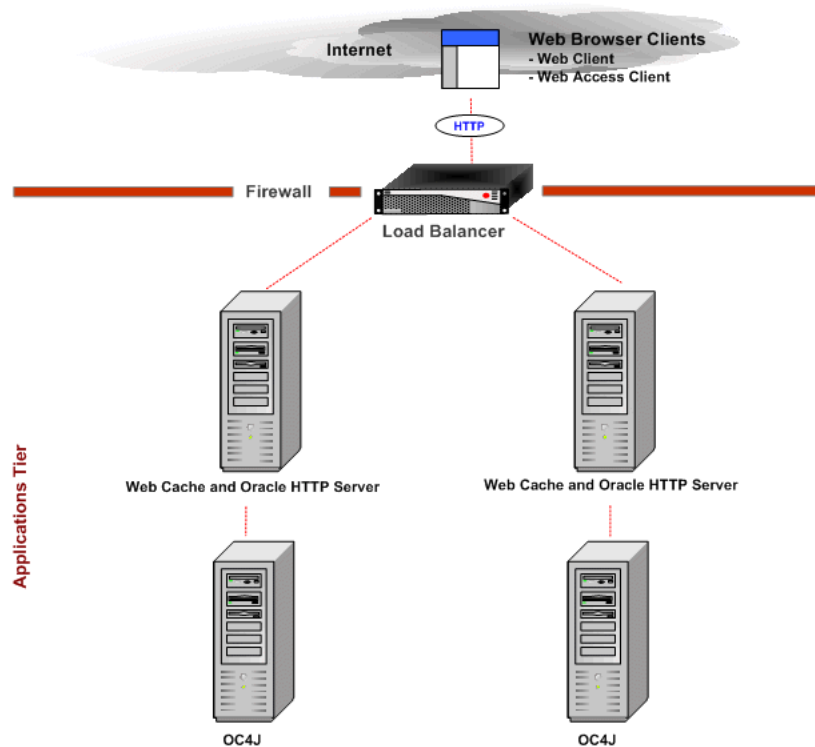 Internet
Web Browser Clients
- Web Client
- Web Access Client
HTTP
Firewall
Load Balancer
Web Cache and Oracle HTTP Server
Web Cache and Oracle HTTP Server
Applications Tier
OC4J
OC4J